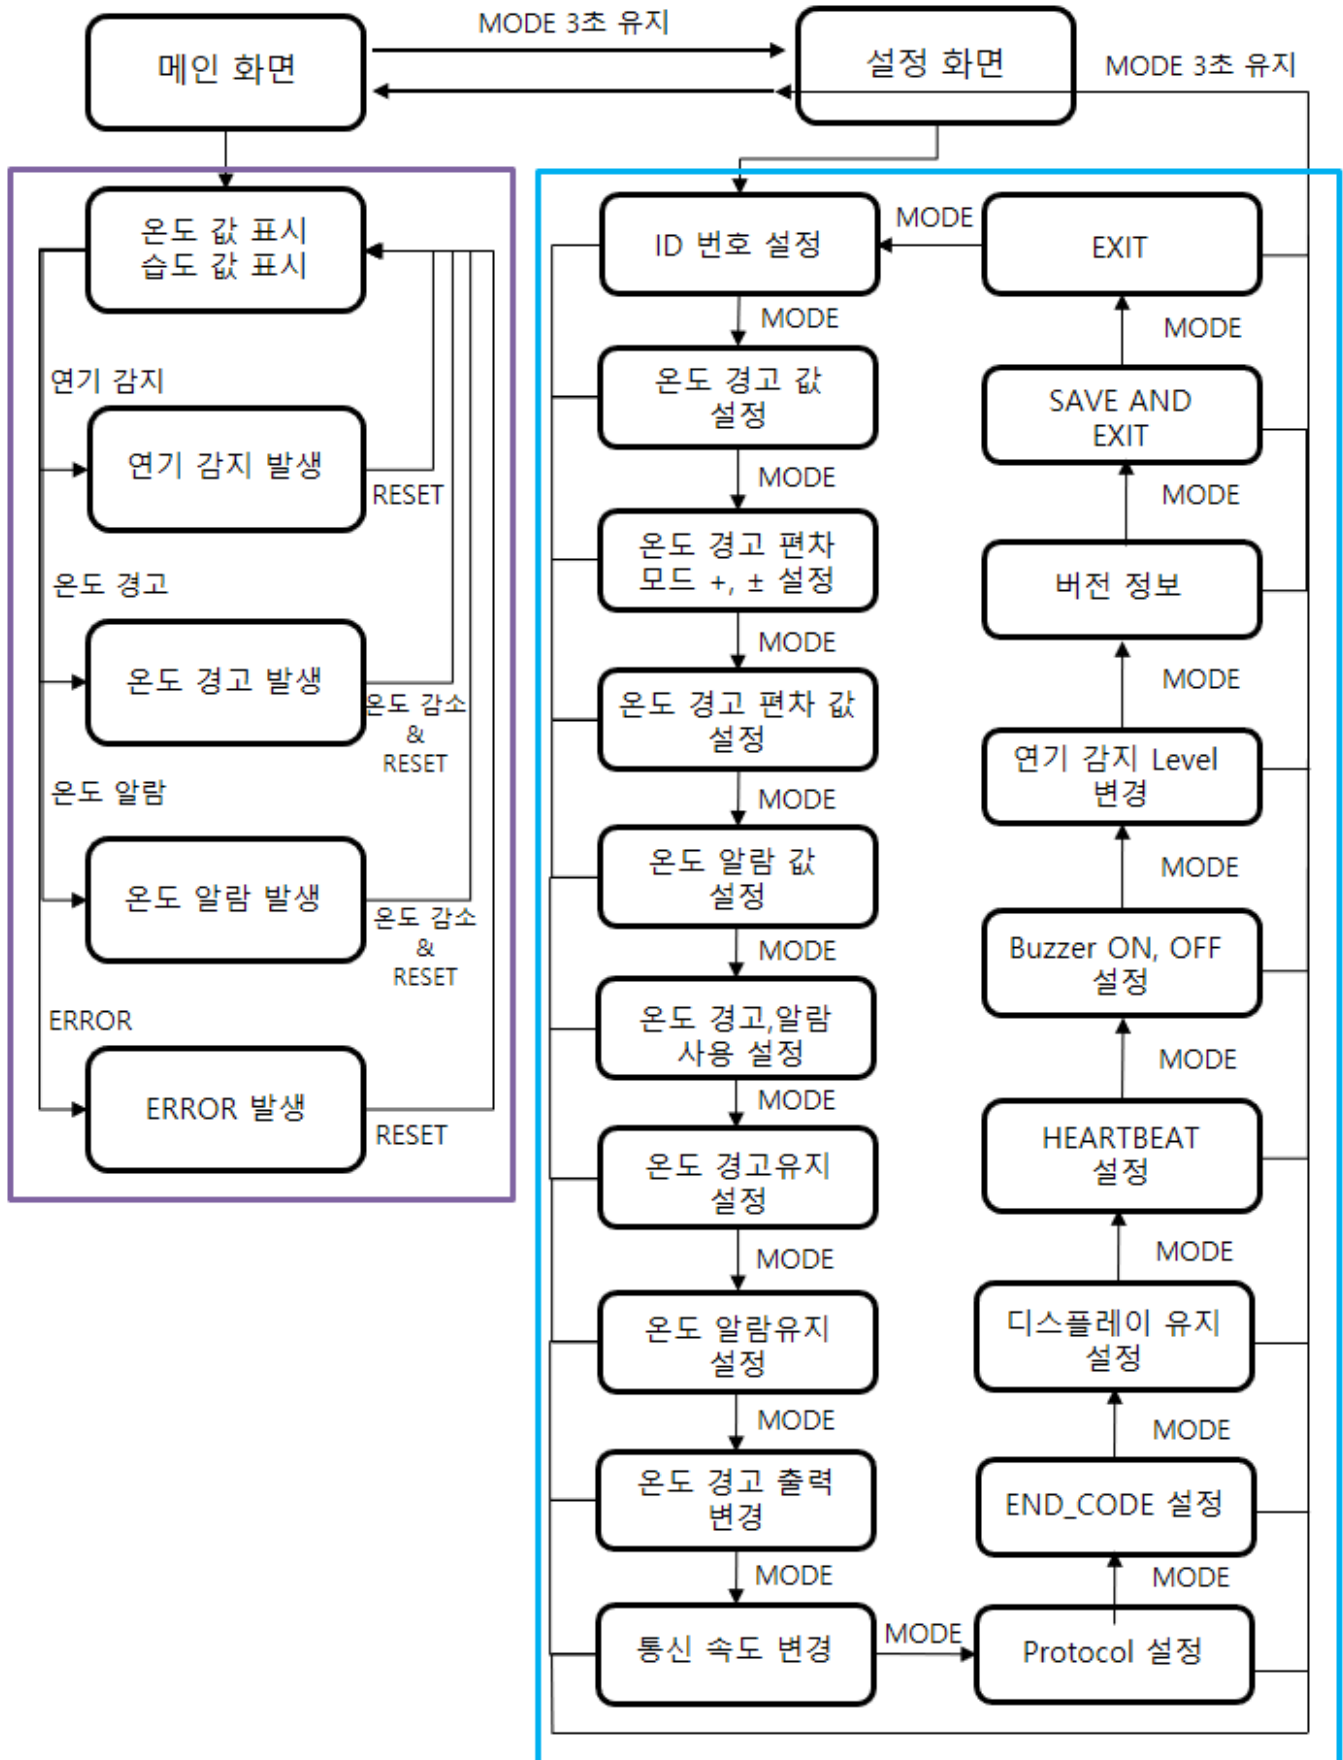 MODE 3초 유지
메인 화면
설정 화면
MODE 3초 유지
온도 값 표시
습도 값 표시
연기 감지
연기 감지 발생
RESET
온도 경고
온도 경고 발생
온도 감소
&
RESET
온도 알람
온도 알람 발생
온도 감소
&
RESET
ERROR
ERROR 발생
RESET
ID 번호 설정
MODE
온도 경고 값
설정
MODE
온도 경고 편차
모드 +, ± 설정
MODE
온도 경고 편차 값
설정
MODE
온도 알람 값
설정
MODE
온도 경고,알람
사용 설정
MODE
온도 경고유지
설정
MODE
온도 알람유지
설정
MODE
온도 경고 출력
변경
MODE
통신 속도 변경
MODE
Protocol 설정
MODE
END_CODE 설정
MODE
디스플레이 유지
설정
MODE
HEARTBEAT
설정
MODE
Buzzer ON, OFF
설정
MODE
연기 감지 Level
변경
MODE
버전 정보
MODE
SAVE AND
EXIT
MODE
EXIT
MODE